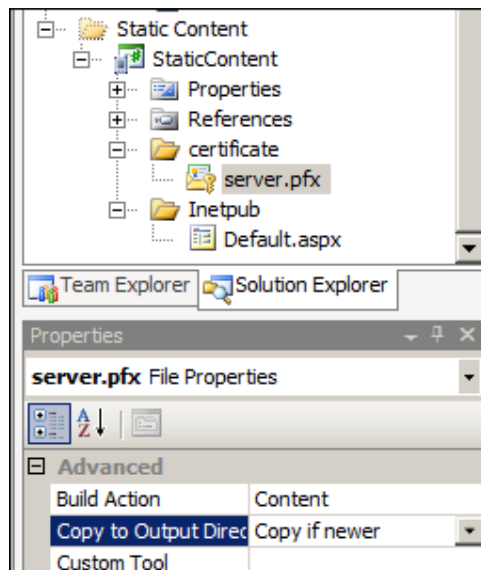 Static Content
StaticContent
Properties
References
certificate
server.pfx
Inetpub
Default.aspx
Team Explorer Solution Explorer
Properties
server.pfx File Properties
Advanced
Build Action Content
Copy to Output Direc Copy if newer
Custom Tool